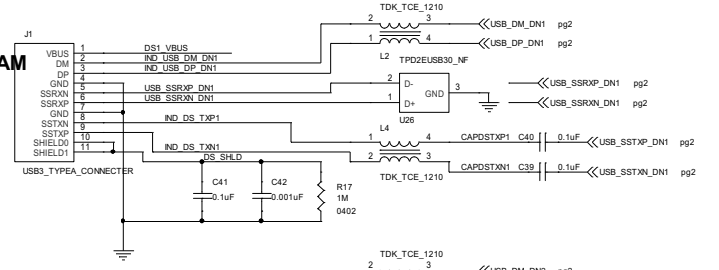 TDK_TCE_1210
2 3 USB_DM_DN1 pg2
1 4 USB_DP_DN1 pg2
L2 TPD2EUSB30_NF
J1
AM
VBUS 1 DS1_VBUS
DM 2 IND_USB_DM_DN1
DP 3 IND_USB_DP_DN1
GND 4
SSRXN 5 USB_SSRXP_DN1
SSRXP 6 USB_SSRXN_DN1
GND 7
SSTXN 8 IND_DS_TXP1
SSTXP 9 IND_DS_TXN1
SHIELD0 10
SHIELD1 11 DS_SHLD
USB3_TYPEA_CONNECTER
2 D- GND 3
1 D+
U26
USB_SSRXP_DN1 pg2
USB_SSRXN_DN1 pg2
L4
1 4 CAPDSTXP1 C40 0.1uF USB_SSTXP_DN1 pg2
2 3 CAPDSTXN1 C39 0.1uF USB_SSTXN_DN1 pg2
TDK_TCE_1210
C41
0.1uF
C42
0.001uF
R17
1M
0402
TDK_TCE_1210
2 3 USB_DM_DN2 pg2